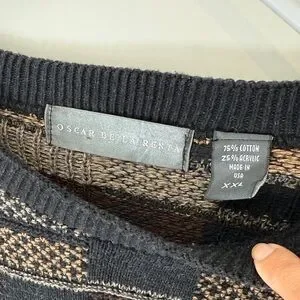 OSCAR DE LA RENTA
75% COTTON
25% ACRYLIC
MADE IN
USA
XXL